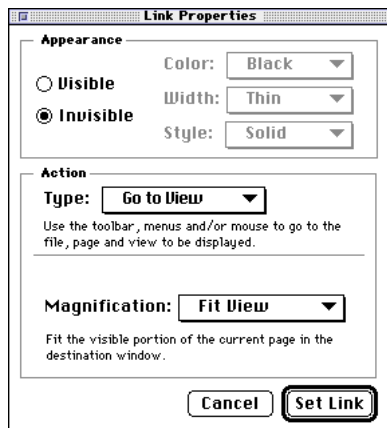 Link Properties
Appearance
Color: Black
Visible
Width: Thin
Invisible
Style: Solid
Action
Type: Go to View
Use the toolbar, menus and/or mouse to go to the
file, page and view to be displayed.
Magnification: Fit View
Fit the visible portion of the current page in the
destination window.
Cancel Set Link